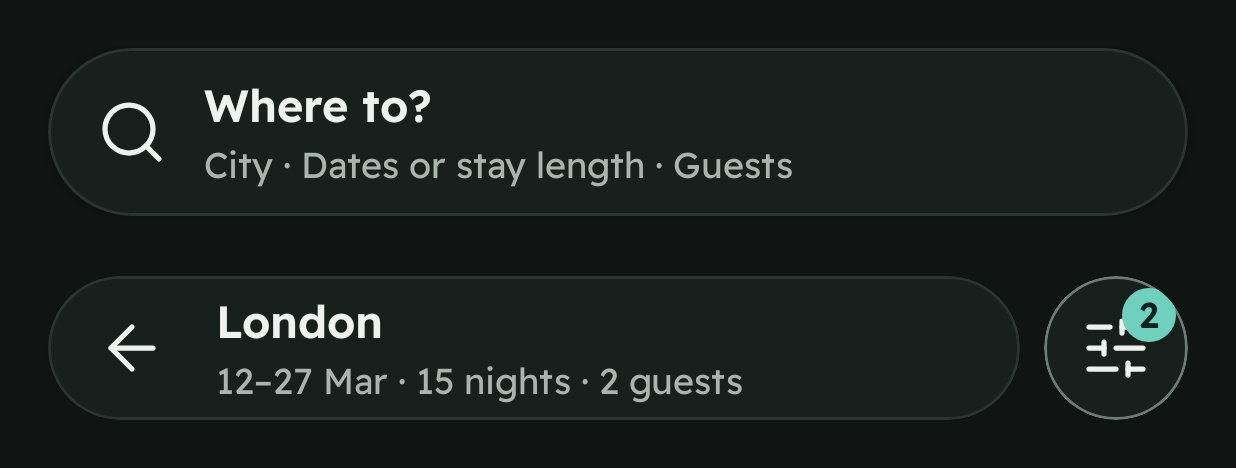 Where to?
City · Dates or stay length · Guests
London
12–27 Mar · 15 nights · 2 guests
2